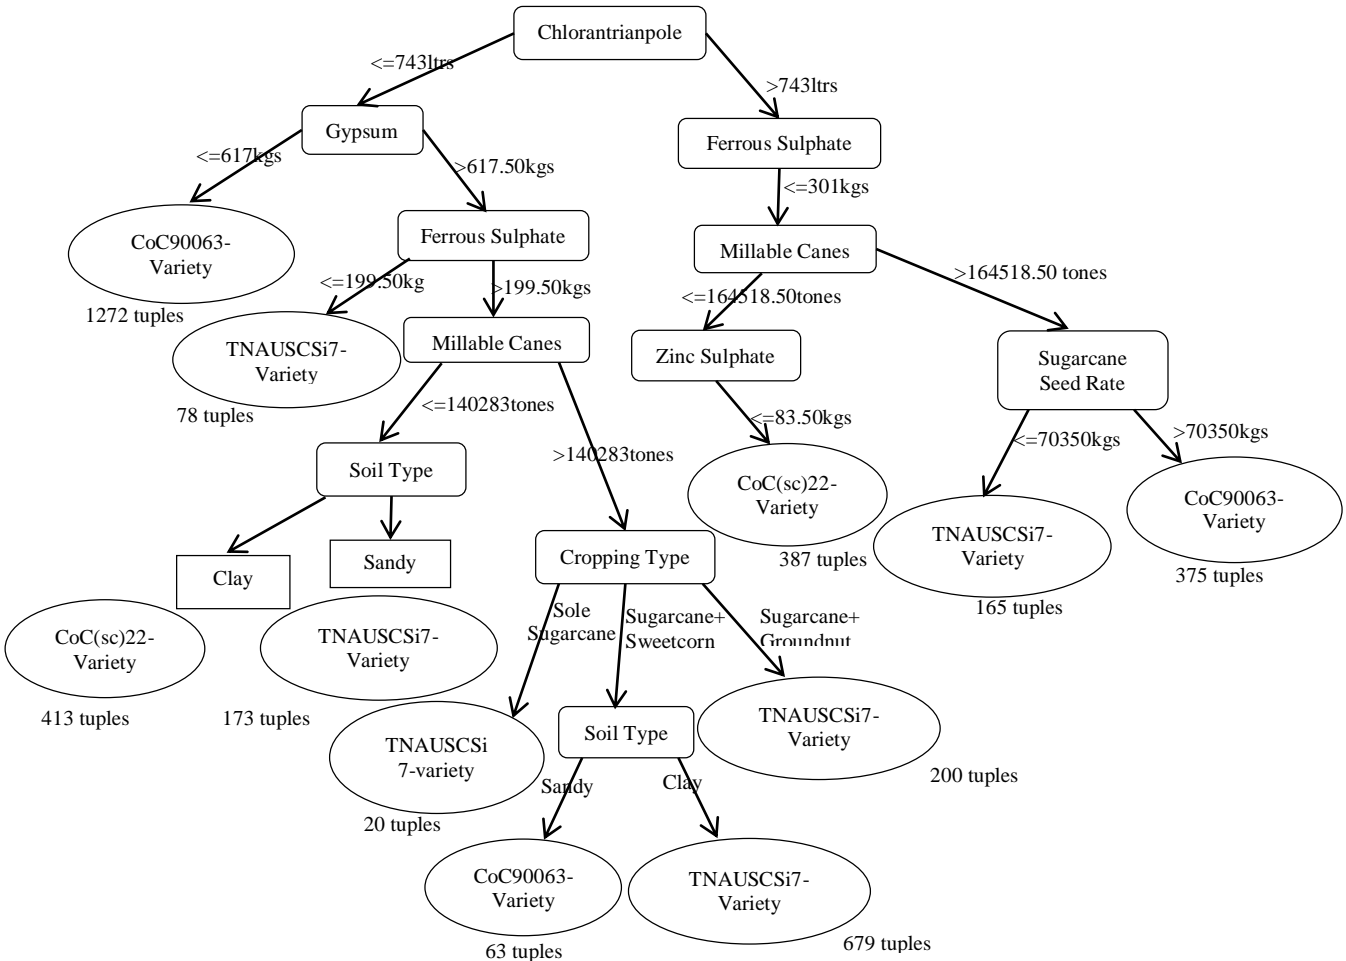 Chlorantrianpole
<=743ltrs
>743ltrs
Gypsum
Ferrous Sulphate
<=617kgs
>617.50kgs
<=301kgs
CoC90063-
Variety
1272 tuples
Ferrous Sulphate
Millable Canes
<=199.50kg
>199.50kgs
<=164518.50tones
>164518.50 tones
TNAUSCSi7-
Variety
78 tuples
Millable Canes
Zinc Sulphate
Sugarcane
Seed Rate
<=140283tones
>140283tones
<=83.50kgs
<=70350kgs
>70350kgs
Soil Type
CoC(sc)22-
Variety
387 tuples
TNAUSCSi7-
Variety
165 tuples
CoC90063-
Variety
375 tuples
Clay
Sandy
Cropping Type
CoC(sc)22-
Variety
413 tuples
TNAUSCSi7-
Variety
173 tuples
Sole
Sugarcane
Sugarcane+
Sweetcorn
Sugarcane+
Groundnut
TNAUSCSi
7-variety
20 tuples
Soil Type
TNAUSCSi7-
Variety
200 tuples
Sandy
Clay
CoC90063-
Variety
63 tuples
TNAUSCSi7-
Variety
679 tuples